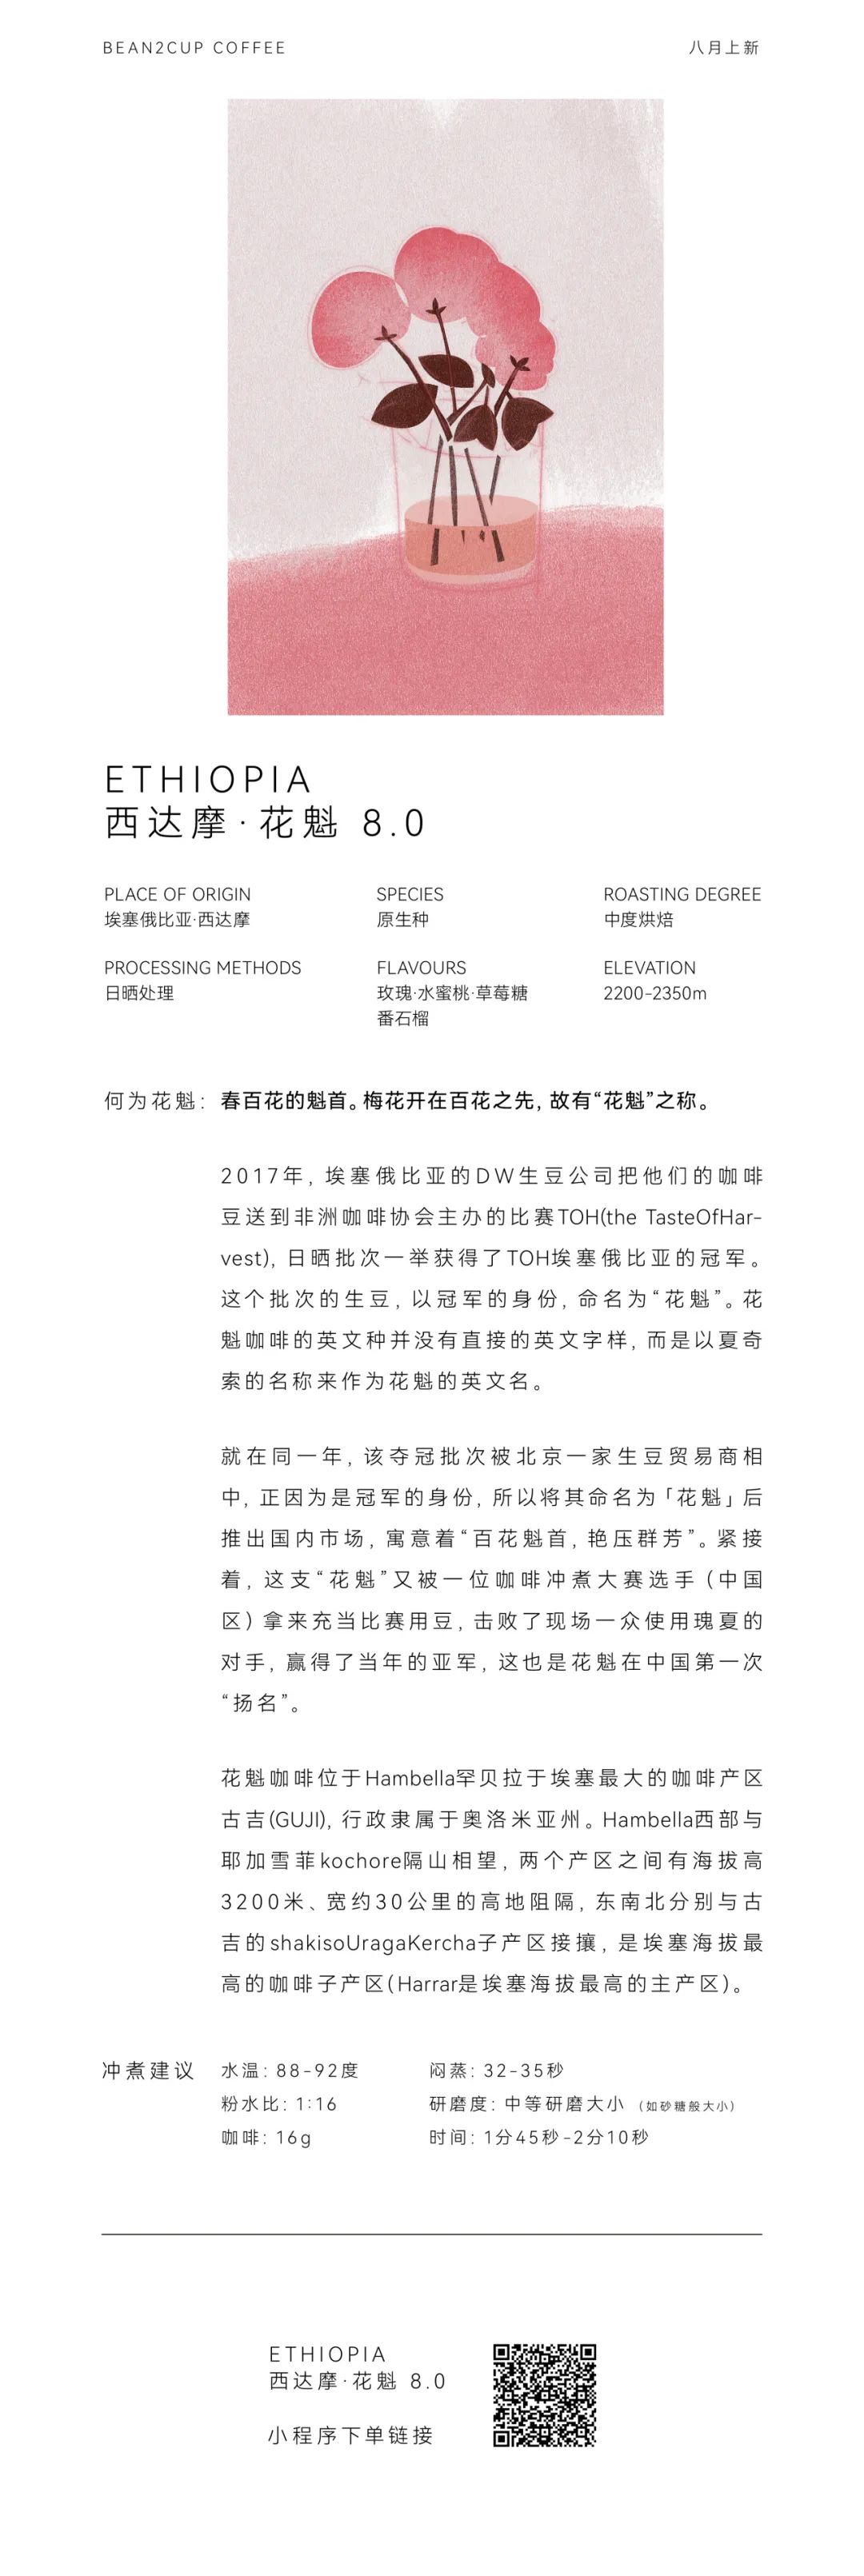 BEAN2CUP COFFEE
八月上新
ETHIOPIA
西达摩·花魁 8.0
PLACE OF ORIGIN
埃塞俄比亚·西达摩
SPECIES
原生种
ROASTING DEGREE
中度烘焙
PROCESSING METHODS
日晒处理
FLAVOURS
玫瑰·水蜜桃·草莓糖
番石榴
ELEVATION
2200-2350m
何为花魁: 春百花的魁首。梅花开在百花之先, 故有“花魁”之称。
2017年, 埃塞俄比亚的DW生豆公司把他们的咖啡
豆送到非洲咖啡协会主办的比赛TOH(the TasteOfHar-
vest), 日晒批次一举获得了TOH埃塞俄比亚的冠军。
这个批次的生豆, 以冠军的身份, 命名为“花魁”。花
魁咖啡的英文种并没有直接的英文字样, 而是以夏奇
索的名称来作为花魁的英文名。
就在同一年, 该夺冠批次被北京一家生豆贸易商相
中, 正因为是冠军的身份, 所以将其命名为「花魁」后
推出国内市场, 寓意着“百花魁首, 艳压群芳”。紧接
着, 这支“花魁”又被一位咖啡冲煮大赛选手 (中国
区) 拿来充当比赛用豆, 击败了现场一众使用瑰夏的
对手, 赢得了当年的亚军, 这也是花魁在中国第一次
“扬名”。
花魁咖啡位于Hambella罕贝拉于埃塞最大的咖啡产区
古吉(GUJI), 行政隶属于奥洛米亚州。Hambella西部与
耶加雪菲kochore隔山相望, 两个产区之间有海拔高
3200米、宽约30公里的高地阻隔, 东南北分别与古
吉的shakisoUragaKercha子产区接攘, 是埃塞海拔最
高的咖啡子产区(Harrar是埃塞海拔最高的主产区)。
冲煮建议
水温: 88-92度
闷蒸: 32-35秒
粉水比: 1:16
研磨度: 中等研磨大小 (如砂糖般大小)
咖啡: 16g
时间: 1分45秒-2分10秒
ETHIOPIA
西达摩·花魁 8.0
小程序下单链接